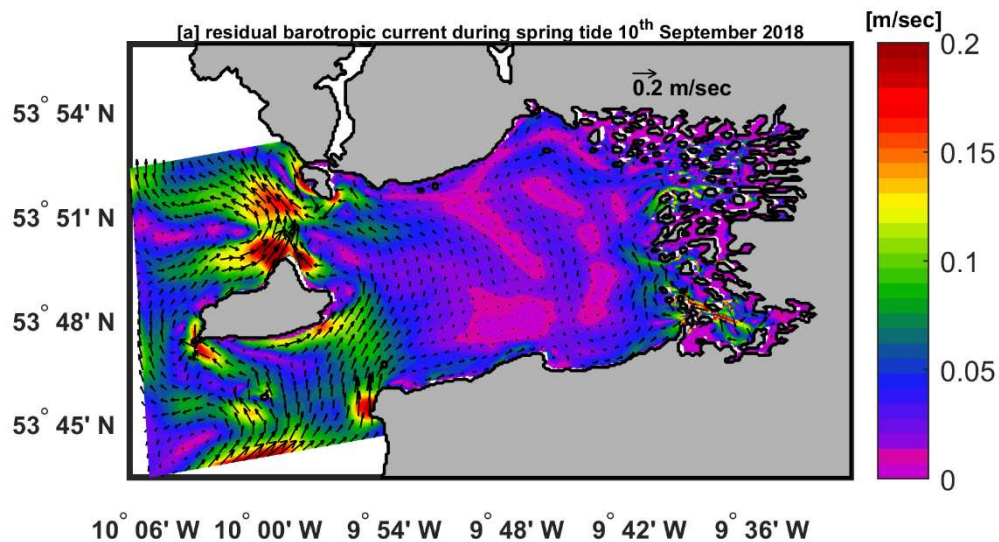 [m/sec]
[a] residual barotropic current during spring tide 10th September 2018
0.2
0.2 m/sec
53° 54' N
0.15
53° 51' N
0.1
53° 48' N
0.05
53° 45' N
0
10° 06' W 10° 00' W 9° 54' W 9° 48' W 9° 42' W 9° 36' W